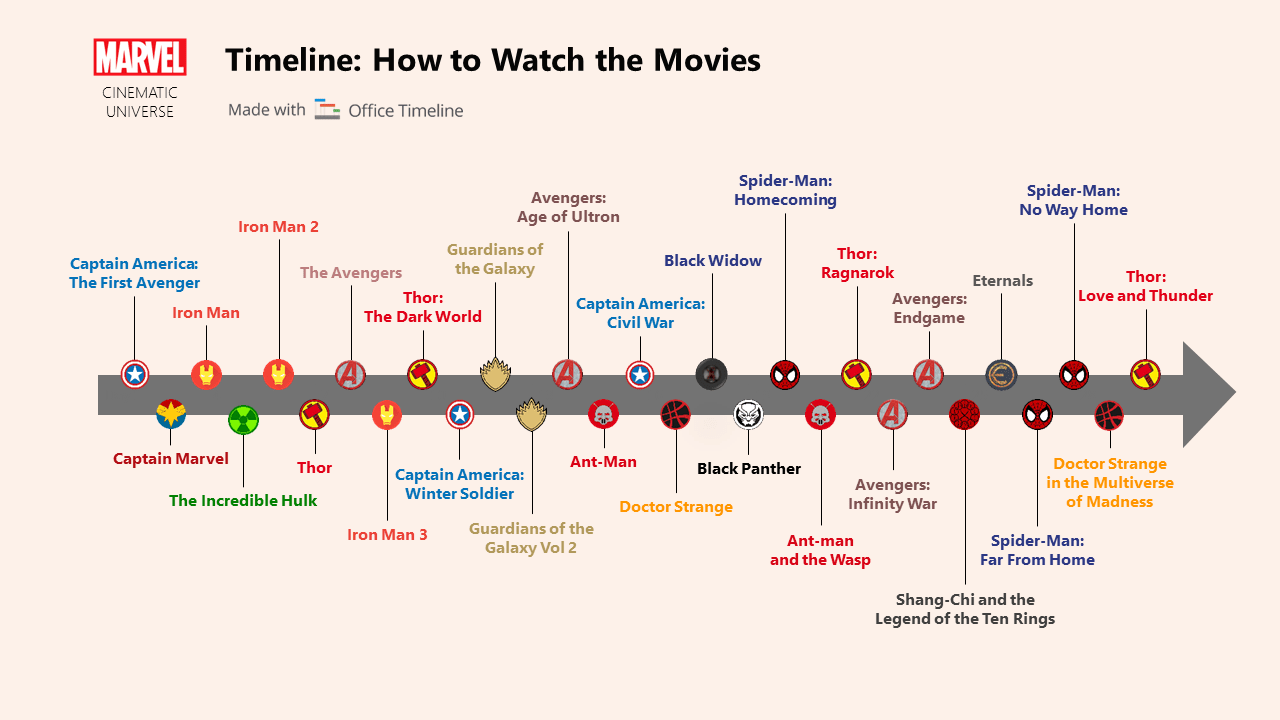 MARVEL
CINEMATIC
UNIVERSE
Timeline: How to Watch the Movies
Made with Office Timeline
Captain America:
The First Avenger
Captain Marvel
Iron Man
The Incredible Hulk
Iron Man 2
Thor
The Avengers
Iron Man 3
Thor:
The Dark World
Captain America:
Winter Soldier
Guardians of
the Galaxy
Guardians of the
Galaxy Vol 2
Avengers:
Age of Ultron
Ant-Man
Captain America:
Civil War
Doctor Strange
Black Widow
Black Panther
Spider-Man:
Homecoming
Ant-man
and the Wasp
Thor:
Ragnarok
Avengers:
Infinity War
Avengers:
Endgame
Shang-Chi and the
Legend of the Ten Rings
Eternals
Spider-Man:
Far From Home
Spider-Man:
No Way Home
Doctor Strange
in the Multiverse
of Madness
Thor:
Love and Thunder